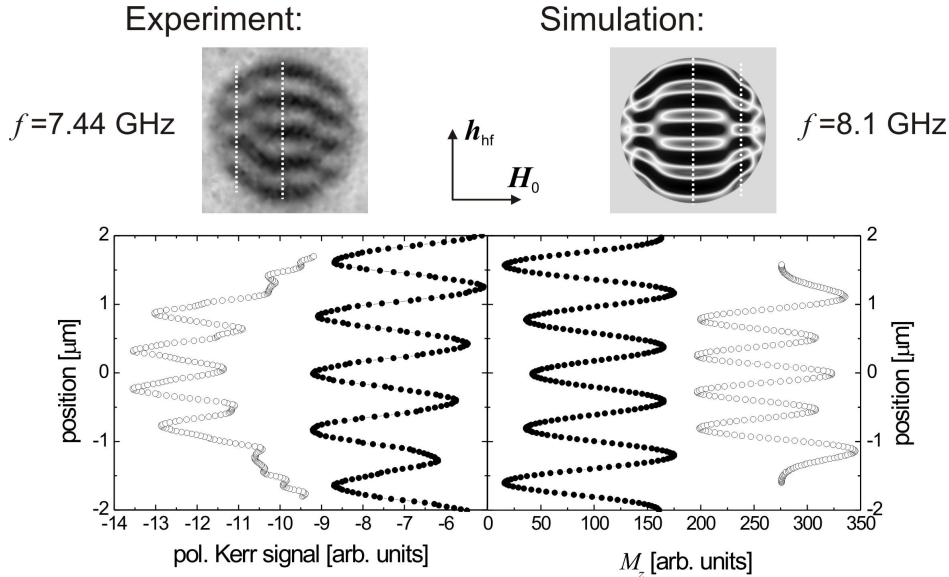 Experiment:
Simulation:
f =7.44 GHz
h_hf
H_0
f =8.1 GHz
2
1
0
-1
-2
position [µm]
-14 -13 -12 -11 -10 -9 -8 -7 -6
pol. Kerr signal [arb. units]
0 50 100 150 200 250 300 350
M_z [arb. units]
2
1
0
-1
-2
position [µm]